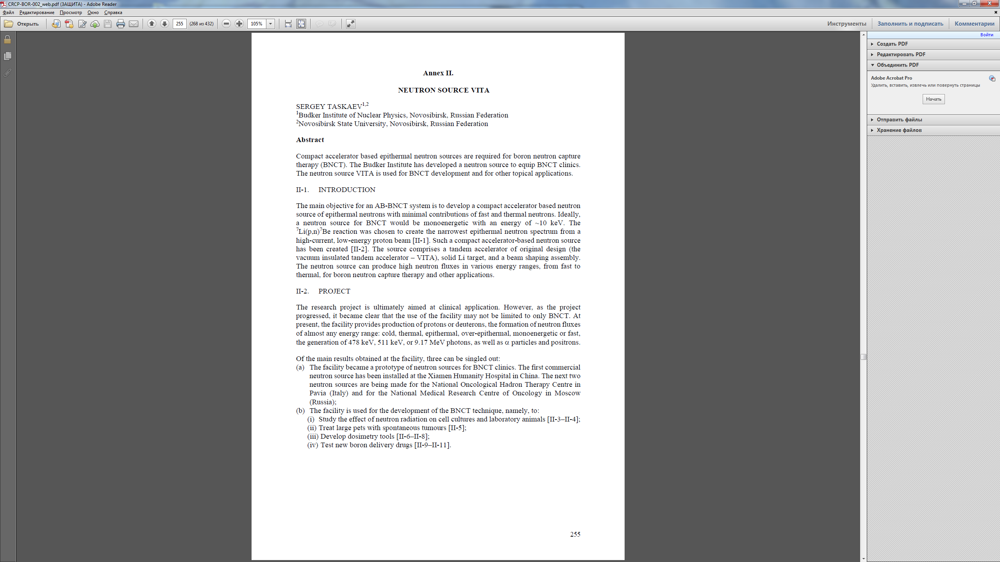 CRCP-BOR-002_web.pdf (ЗАЩИТА) - Adobe Reader
Файл Редактирование Просмотр Окно Справка
Открыть 255 (268 из 432) 105% Инструменты Заполнить и подписать Комментарии
Войти
Создать PDF
Редактировать PDF
Объединить PDF
Adobe Acrobat Pro
Удалить, вставить, извлечь или повернуть страницы
Начать
Отправить файлы
Хранение файлов
Annex II.
NEUTRON SOURCE VITA
SERGEY TASKAEV1,2
1Budker Institute of Nuclear Physics, Novosibirsk, Russian Federation
2Novosibirsk State University, Novosibirsk, Russian Federation
Abstract
Compact accelerator based epithermal neutron sources are required for boron neutron capture
therapy (BNCT). The Budker Institute has developed a neutron source to equip BNCT clinics.
The neutron source VITA is used for BNCT development and for other topical applications.
II-1. INTRODUCTION
The main objective for an AB-BNCT system is to develop a compact accelerator based neutron
source of epithermal neutrons with minimal contributions of fast and thermal neutrons. Ideally,
a neutron source for BNCT would be monoenergetic with an energy of ~10 keV. The
7Li(p,n)7Be reaction was chosen to create the narrowest epithermal neutron spectrum from a
high-current, low-energy proton beam [II-1]. Such a compact accelerator-based neutron source
has been created [II-2]. The source comprises a tandem accelerator of original design (the
vacuum insulated tandem accelerator – VITA), solid Li target, and a beam shaping assembly.
The neutron source can produce high neutron fluxes in various energy ranges, from fast to
thermal, for boron neutron capture therapy and other applications.
II-2. PROJECT
The research project is ultimately aimed at clinical application. However, as the project
progressed, it became clear that the use of the facility may not be limited to only BNCT. At
present, the facility provides production of protons or deuterons, the formation of neutron fluxes
of almost any energy range: cold, thermal, epithermal, over-epithermal, monoenergetic or fast,
the generation of 478 keV, 511 keV, or 9.17 MeV photons, as well as α particles and positrons.
Of the main results obtained at the facility, three can be singled out:
(a) The facility became a prototype of neutron sources for BNCT clinics. The first commercial
neutron source has been installed at the Xiamen Humanity Hospital in China. The next two
neutron sources are being made for the National Oncological Hadron Therapy Centre in
Pavia (Italy) and for the National Medical Research Centre of Oncology in Moscow
(Russia);
(b) The facility is used for the development of the BNCT technique, namely, to:
(i) Study the effect of neutron radiation on cell cultures and laboratory animals [II-3–II-4];
(ii) Treat large pets with spontaneous tumours [II-5];
(iii) Develop dosimetry tools [II-6–II-8];
(iv) Test new boron delivery drugs [II-9–II-11].
255